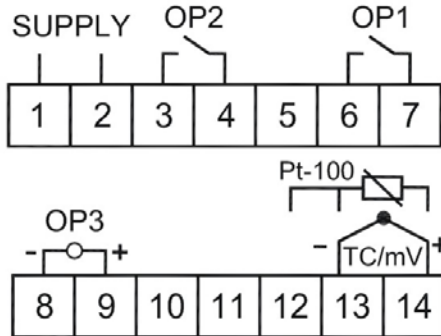 SUPPLY OP2 OP1
1 2 3 4 5 6 7
Pt-100
OP3
- + - TC/mV +
8 9 10 11 12 13 14